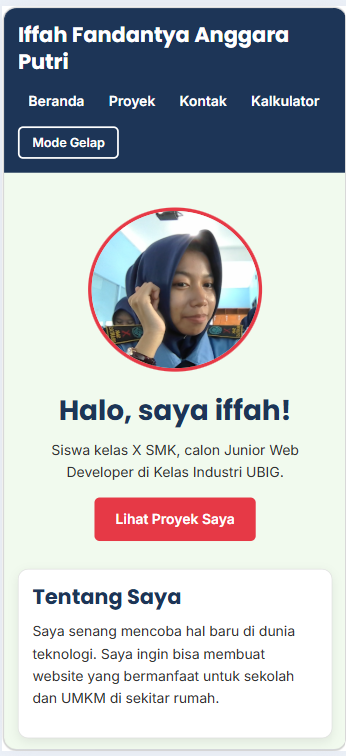 Iffah Fandantya Anggara
Putri
Beranda Proyek Kontak Kalkulator
Mode Gelap
Halo, saya iffah!
Siswa kelas X SMK, calon Junior Web
Developer di Kelas Industri UBIG.
Lihat Proyek Saya
Tentang Saya
Saya senang mencoba hal baru di dunia
teknologi. Saya ingin bisa membuat
website yang bermanfaat untuk sekolah
dan UMKM di sekitar rumah.